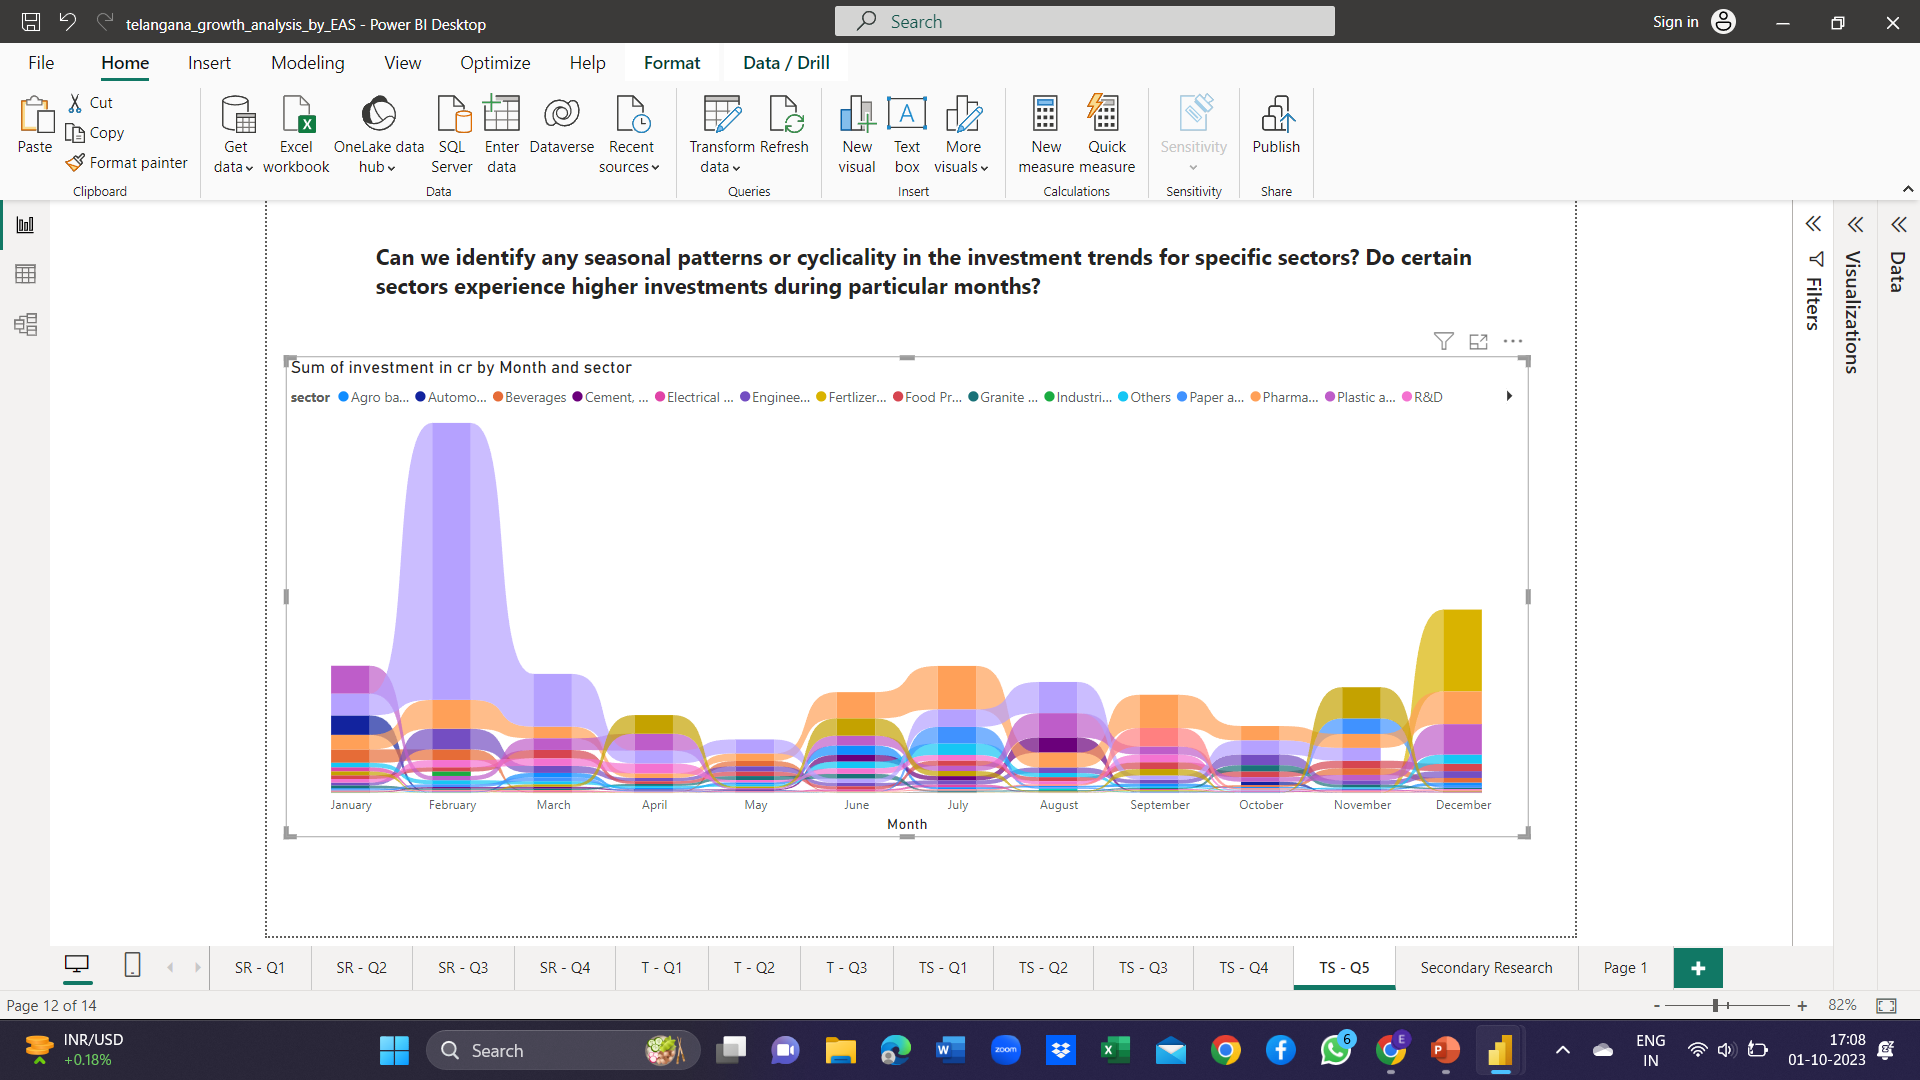 telangana_growth_analysis_by_EAS - Power BI Desktop
Search
Sign in
File Home Insert Modeling View Optimize Help Format Data / Drill
Paste
Cut
Copy
Format painter
Clipboard
Get data
Excel workbook
OneLake data hub
SQL Server
Enter data
Dataverse
Recent sources
Data
Transform data
Refresh
Queries
New visual
Text box
More visuals
Insert
New measure
Quick measure
Calculations
Sensitivity
Sensitivity
Publish
Share
Can we identify any seasonal patterns or cyclicality in the investment trends for specific sectors? Do certain
sectors experience higher investments during particular months?
Sum of investment in cr by Month and sector
sector Agro ba... Automo... Beverages Cement, ... Electrical ... Enginee... Fertlizer... Food Pr... Granite ... Industri... Others Paper a... Pharma... Plastic a... R&D
January February March April May June July August September October November December
Month
Filters
Visualizations
Data
SR - Q1 SR - Q2 SR - Q3 SR - Q4 T - Q1 T - Q2 T - Q3 TS - Q1 TS - Q2 TS - Q3 TS - Q4 TS - Q5 Secondary Research Page 1
Page 12 of 14
- + 82%
INR/USD
+0.18%
Search
zoom
6
E
ENG
IN
17:08
01-10-2023